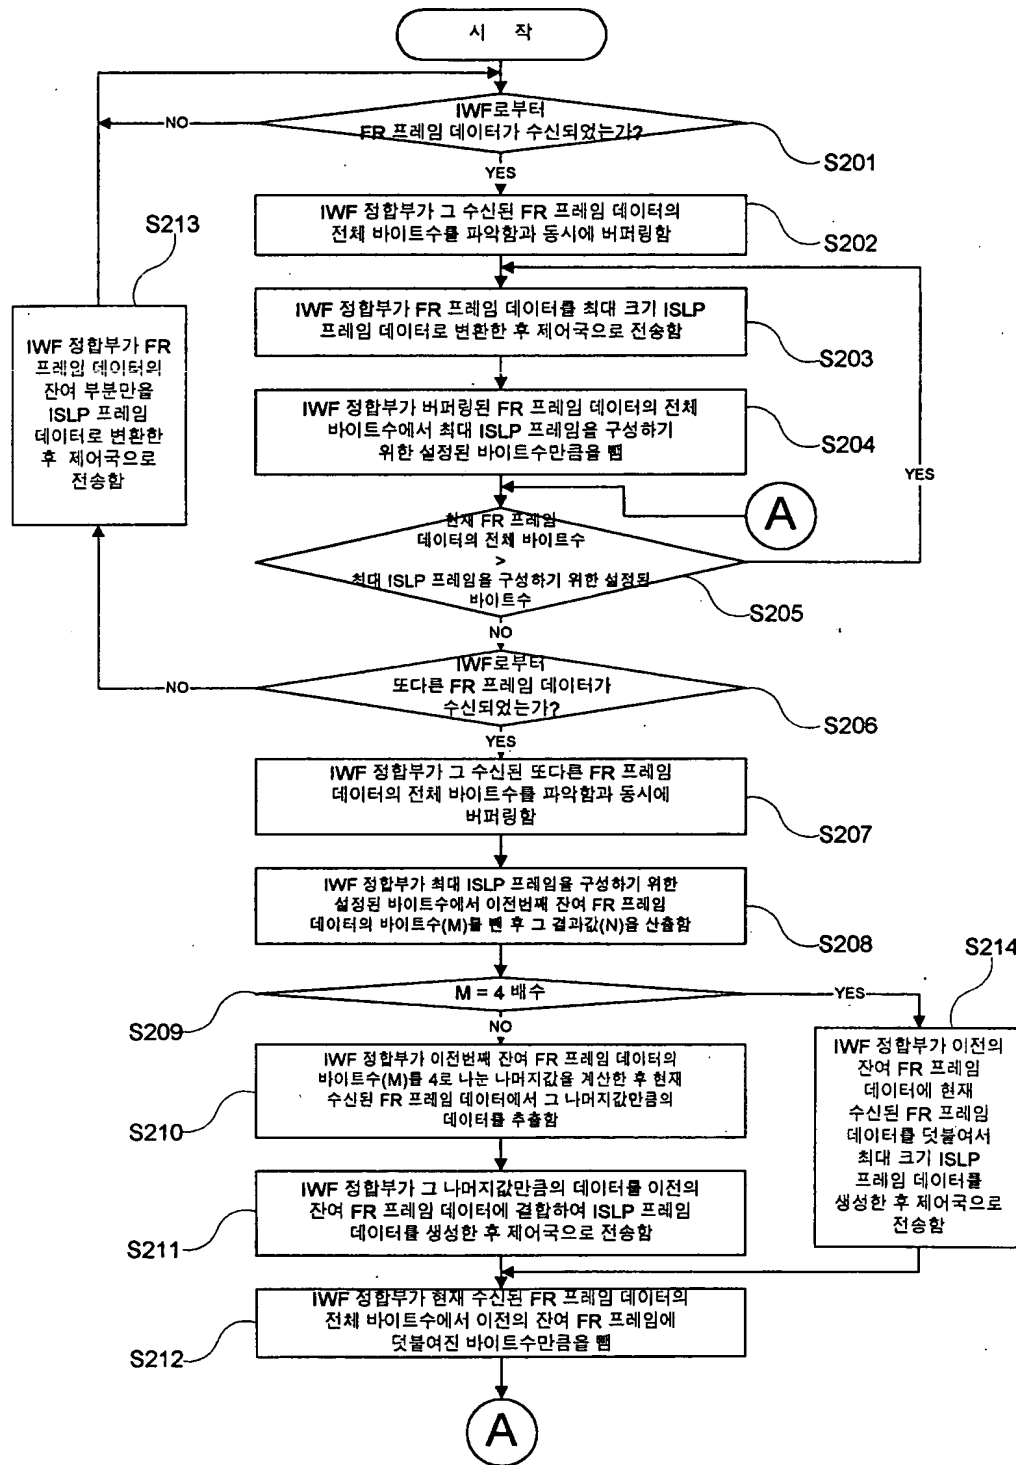 시 작
IWF로부터
FR 프레임 데이터가 수신되었는가?
NO
S201
YES
IWF 정합부가 그 수신된 FR 프레임 데이터의
전체 바이트수를 파악함과 동시에 버퍼링함
S202
S213
IWF 정합부가 FR 프레임 데이터를 최대 크기 ISLP
프레임 데이터로 변환한 후 제어국으로 전송함
S203
IWF 정합부가 FR
프레임 데이터의
잔여 부분만을
ISLP 프레임
데이터로 변환한
후 제어국으로
전송함
IWF 정합부가 버퍼링된 FR 프레임 데이터의 전체
바이트수에서 최대 ISLP 프레임을 구성하기
위한 설정된 바이트수만큼을 뺌
S204
YES
A
현재 FR 프레임
데이터의 전체 바이트수
>
최대 ISLP 프레임을 구성하기 위한 설정된
바이트수
S205
NO
IWF로부터
또다른 FR 프레임 데이터가
수신되었는가?
NO
S206
YES
IWF 정합부가 그 수신된 또다른 FR 프레임
데이터의 전체 바이트수를 파악함과 동시에
버퍼링함
S207
IWF 정합부가 최대 ISLP 프레임을 구성하기 위한
설정된 바이트수에서 이전번째 잔여 FR 프레임
데이터의 바이트수(M)를 뺀 후 그 결과값(N)을 산출함
S208
S214
M = 4 배수
YES
S209
NO
IWF 정합부가 이전번째 잔여 FR 프레임 데이터의
바이트수(M)를 4로 나눈 나머지값을 계산한 후 현재
수신된 FR 프레임 데이터에서 그 나머지값만큼의
데이터를 추출함
S210
IWF 정합부가 이전의
잔여 FR 프레임
데이터에 현재
수신된 FR 프레임
데이터를 덧붙여서
최대 크기 ISLP
프레임 데이터를
생성한 후 제어국으로
전송함
IWF 정합부가 그 나머지값만큼의 데이터를 이전의
잔여 FR 프레임 데이터에 결합하여 ISLP 프레임
데이터를 생성한 후 제어국으로 전송함
S211
IWF 정합부가 현재 수신된 FR 프레임 데이터의
전체 바이트수에서 이전의 잔여 FR 프레임에
덧붙여진 바이트수만큼을 뺌
S212
A